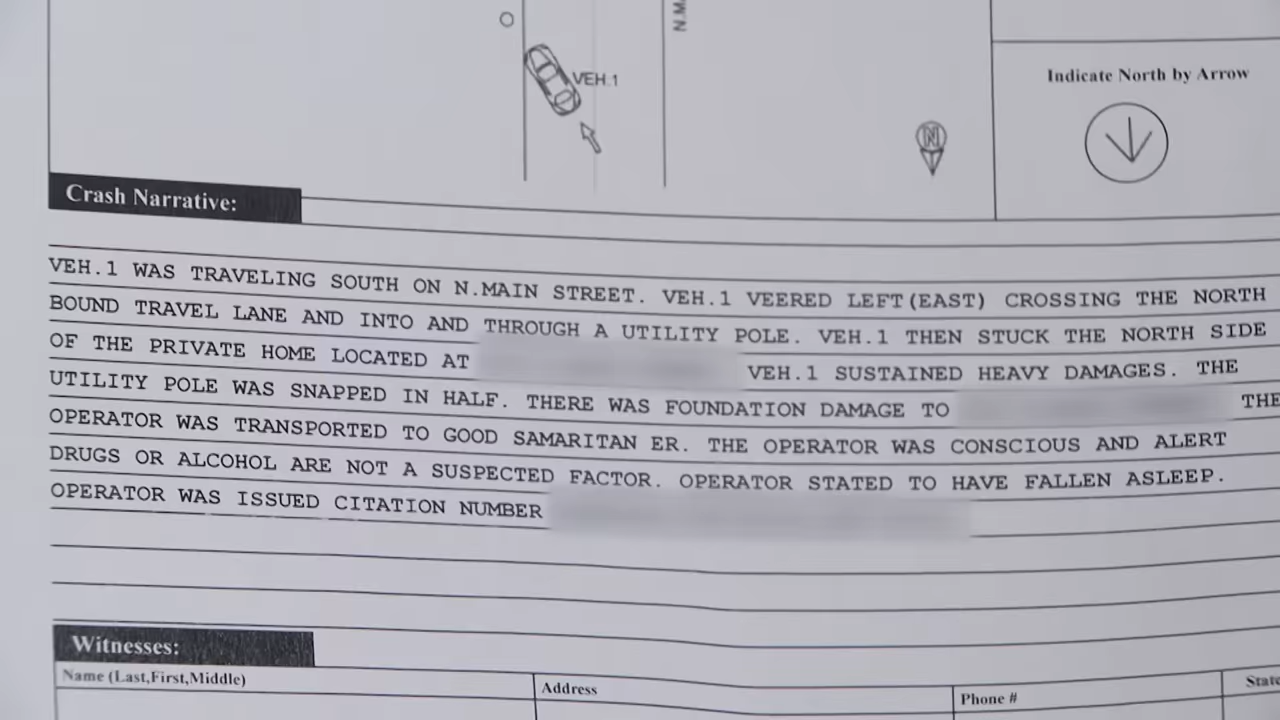 N.MA
VEH.1
Indicate North by Arrow
N
Crash Narrative:
VEH.1 WAS TRAVELING SOUTH ON N.MAIN STREET. VEH.1 VEERED LEFT(EAST) CROSSING THE NORTH
BOUND TRAVEL LANE AND INTO AND THROUGH A UTILITY POLE. VEH.1 THEN STUCK THE NORTH SIDE
OF THE PRIVATE HOME LOCATED AT VEH.1 SUSTAINED HEAVY DAMAGES. THE
UTILITY POLE WAS SNAPPED IN HALF. THERE WAS FOUNDATION DAMAGE TO THE
OPERATOR WAS TRANSPORTED TO GOOD SAMARITAN ER. THE OPERATOR WAS CONSCIOUS AND ALERT
DRUGS OR ALCOHOL ARE NOT A SUSPECTED FACTOR. OPERATOR STATED TO HAVE FALLEN ASLEEP.
OPERATOR WAS ISSUED CITATION NUMBER
Witnesses:
Name (Last,First,Middle) Address Phone # State